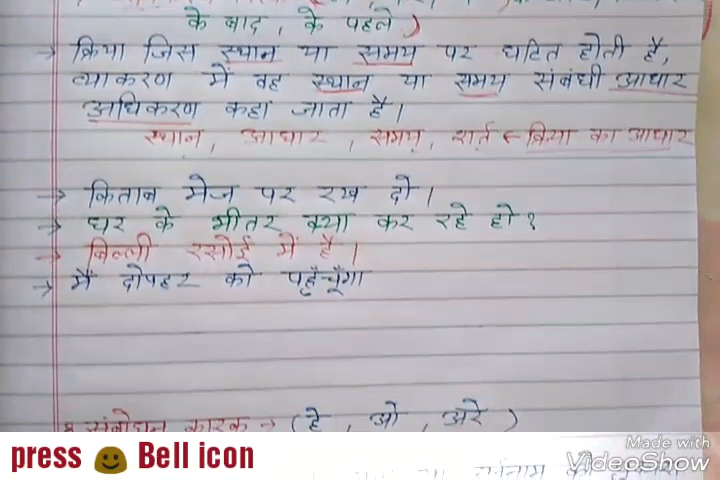 के बाद, के पहले)
→ क्रिया जिस स्थान या समय पर घटित होती है,
व्याकरण में वह स्थान या समय संबंधी आधार
अधिकरण कहा जाता है।
स्थान, आधार, समय, शर्त ← क्रिया का आधार
→ किताब मेज पर रख दो।
→ घर के भीतर क्या कर रहे हो?
→ बिल्ली रसोई में है।
→ मैं दोपहर को पहुँचूँगा
संबोधन कारक → (हे, ओ, अरे)
press Bell icon
Made with
VideoShow